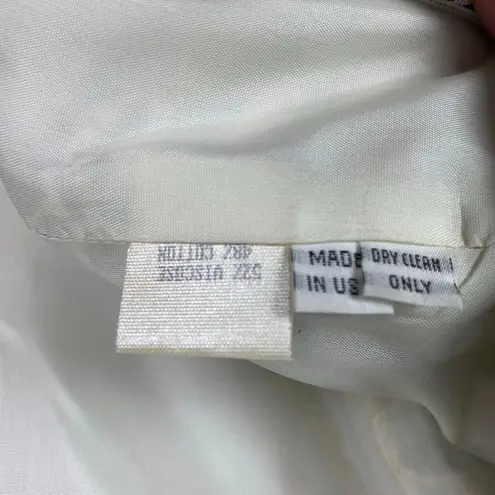 48% COTTON
52% VISCOSE
MADE
IN US
DRY CLEAN
ONLY